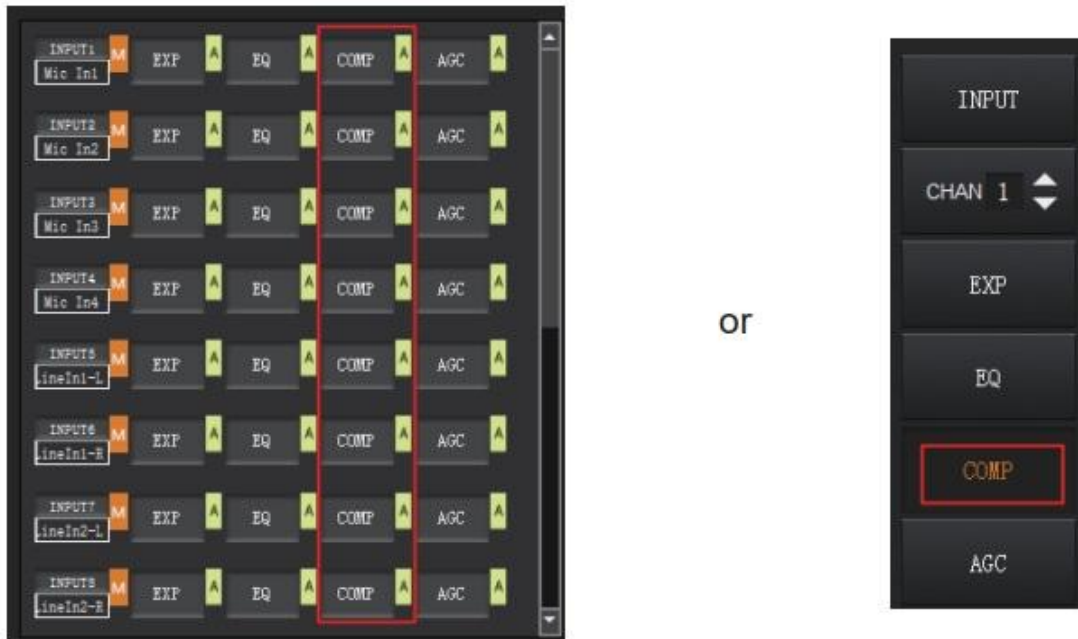 INPUT1
M EXP A EQ A COMP A AGC A
Mic In1
INPUT2
M EXP A EQ A COMP A AGC A
Mic In2
INPUT3
M EXP A EQ A COMP A AGC A
Mic In3
INPUT4
M EXP A EQ A COMP A AGC A
Mic In4
INPUT5
M EXP A EQ A COMP A AGC A
LineIn1-L
INPUT6
M EXP A EQ A COMP A AGC A
LineIn1-R
INPUT7
M EXP A EQ A COMP A AGC A
LineIn2-L
INPUT8
M EXP A EQ A COMP A AGC A
LineIn2-R
or
INPUT
CHAN 1
EXP
EQ
COMP
AGC